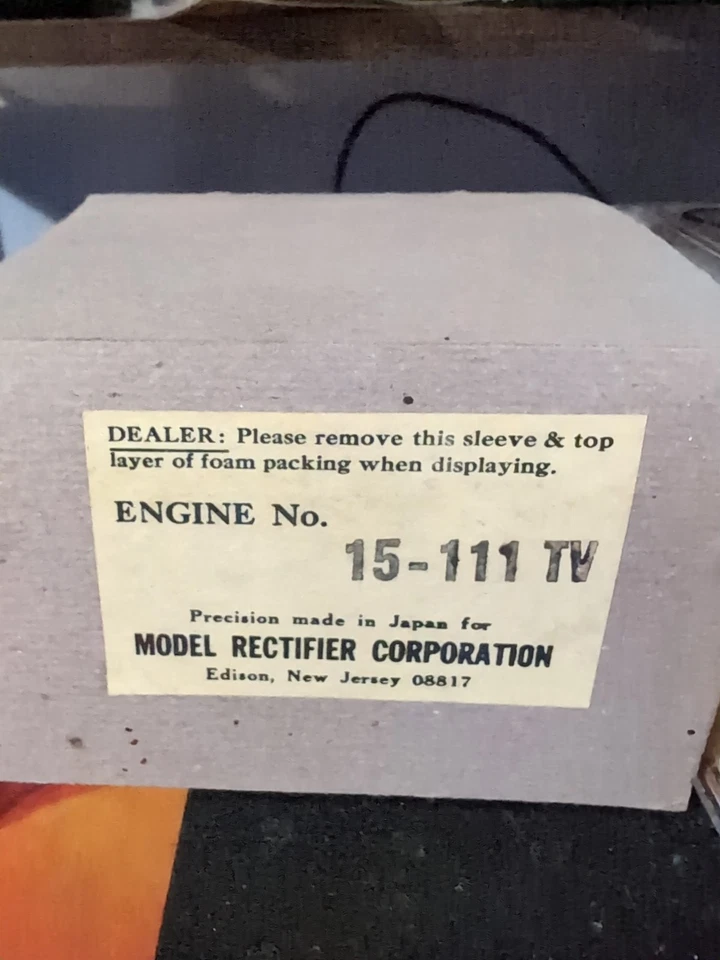 DEALER: Please remove this sleeve & top
layer of foam packing when displaying.
ENGINE No.
15-111 TV
Precision made in Japan for
MODEL RECTIFIER CORPORATION
Edison, New Jersey 08817